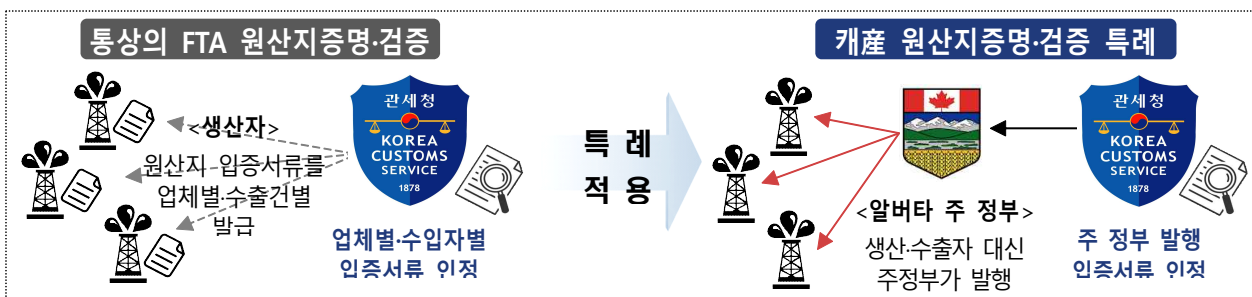 통상의 FTA 원산지증명·검증
<생산자>
원산지 입증서류를
업체별·수출건별
발급
관세청
KOREA
CUSTOMS
SERVICE
1878
업체별·수입자별
입증서류 인정
특 례
적 용
캐産 원산지증명·검증 특례
<알버타 주 정부>
생산·수출자 대신
주정부가 발행
관세청
KOREA
CUSTOMS
SERVICE
1878
주 정부 발행
입증서류 인정